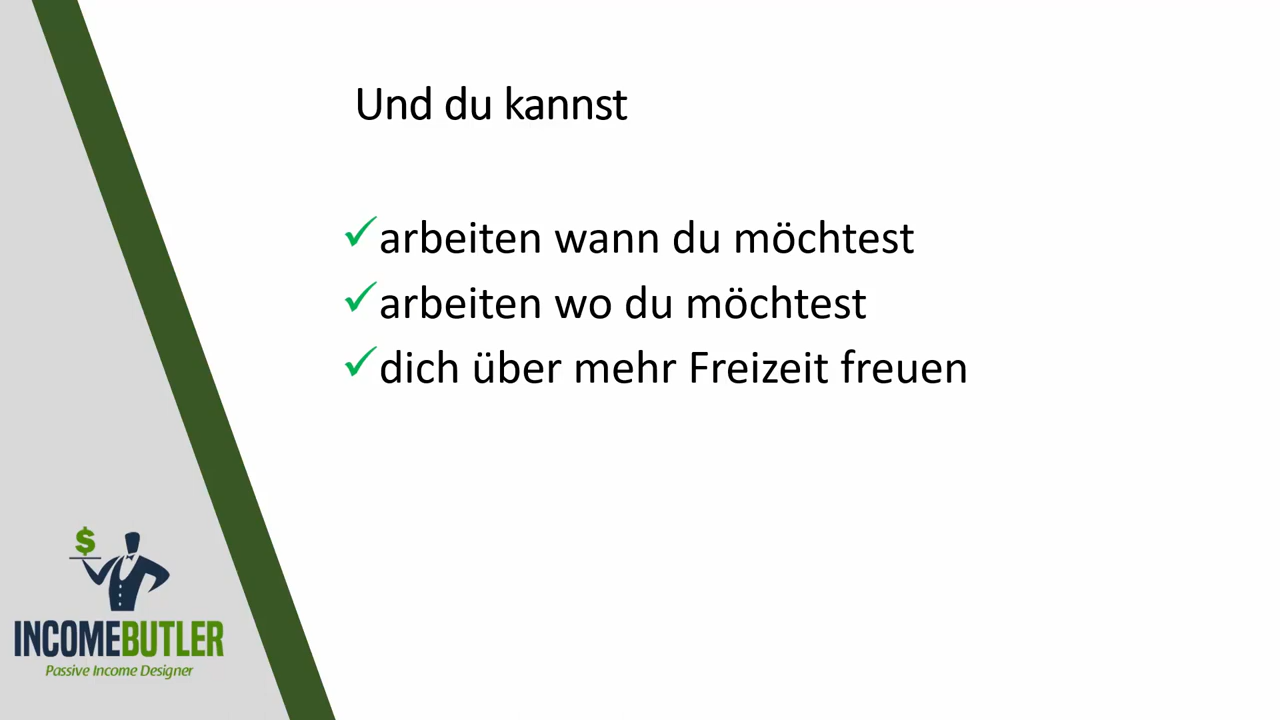 Und du kannst
arbeiten wann du möchtest
arbeiten wo du möchtest
dich über mehr Freizeit freuen
$
INCOMEBUTLER
Passive Income Designer